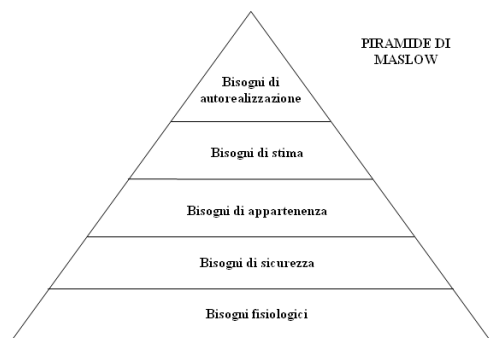 PIRAMIDE DI
MASLOW
Bisogni di
autorealizzazione
Bisogni di stima
Bisogni di appartenenza
Bisogni di sicurezza
Bisogni fisiologici